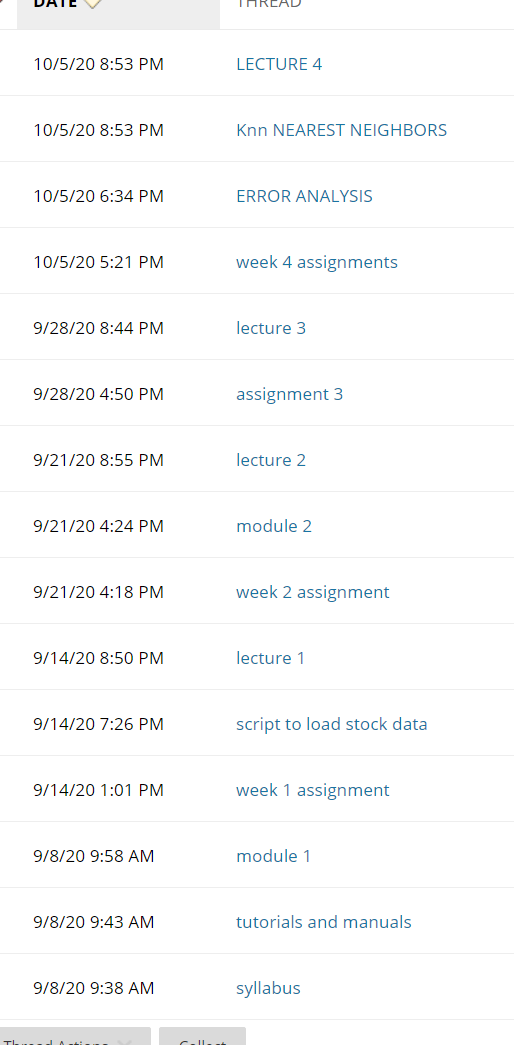 DATE THREAD
10/5/20 8:53 PM LECTURE 4
10/5/20 8:53 PM Knn NEAREST NEIGHBORS
10/5/20 6:34 PM ERROR ANALYSIS
10/5/20 5:21 PM week 4 assignments
9/28/20 8:44 PM lecture 3
9/28/20 4:50 PM assignment 3
9/21/20 8:55 PM lecture 2
9/21/20 4:24 PM module 2
9/21/20 4:18 PM week 2 assignment
9/14/20 8:50 PM lecture 1
9/14/20 7:26 PM script to load stock data
9/14/20 1:01 PM week 1 assignment
9/8/20 9:58 AM module 1
9/8/20 9:43 AM tutorials and manuals
9/8/20 9:38 AM syllabus
Thread Actions Collect